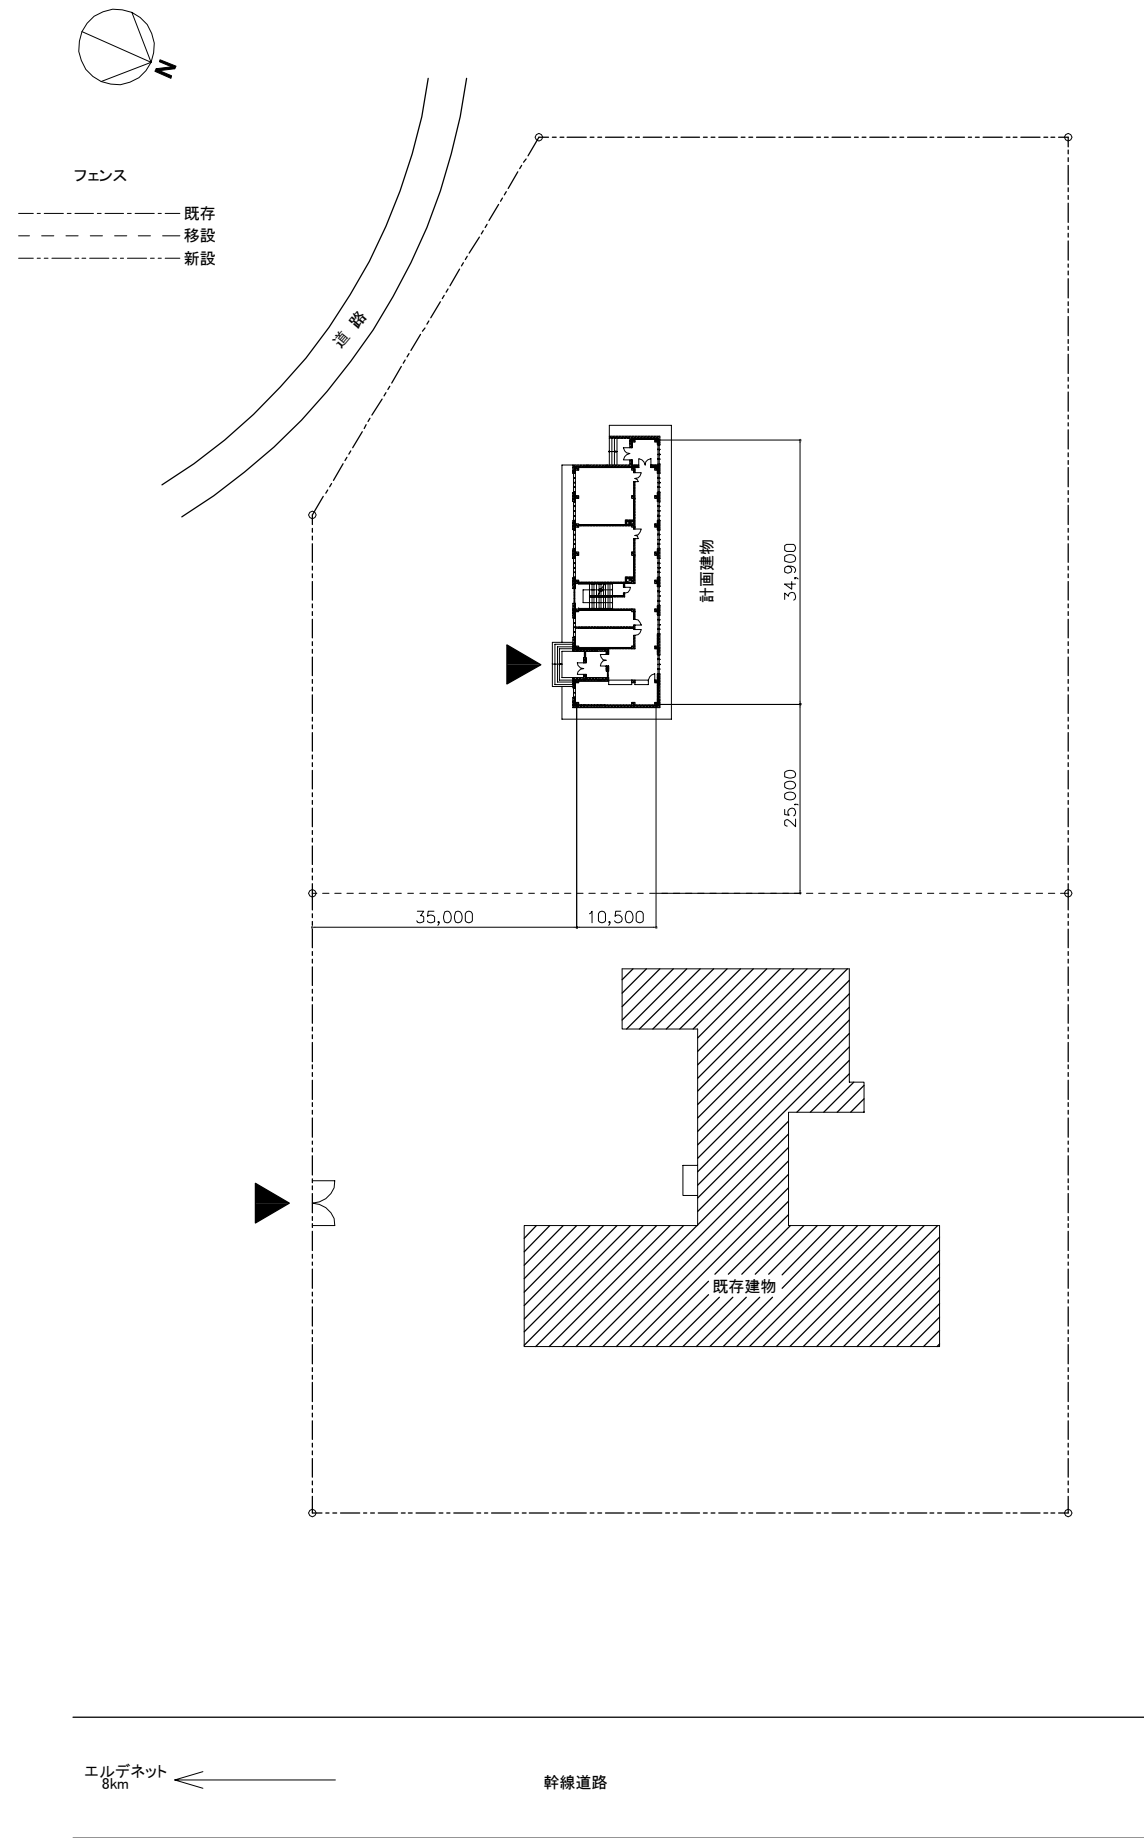 N
フェンス
既存
移設
新設
道路
計画建物
34,900
25,000
35,000
10,500
既存建物
エルデネット
8km
幹線道路